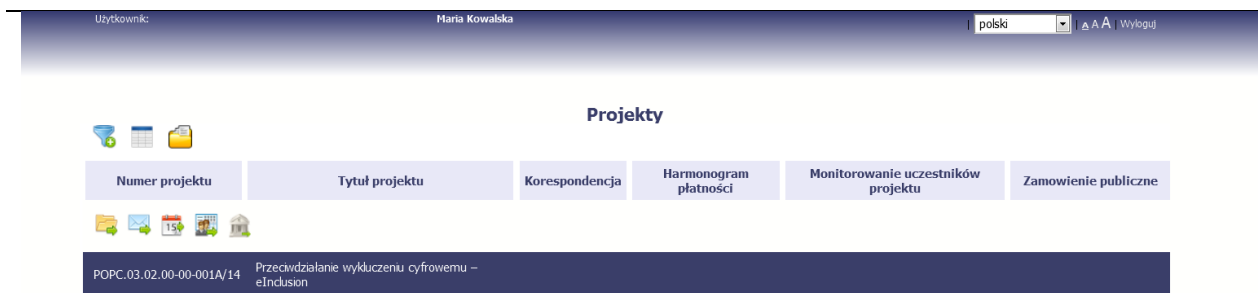 Użytkownik: Maria Kowalska | polski | A A A | Wyloguj
Projekty
Numer projektu Tytuł projektu Korespondencja Harmonogram płatności Monitorowanie uczestników projektu Zamowienie publiczne
15
POPC.03.02.00-00-001A/14 Przeciwdziałanie wykluczeniu cyfrowemu –
eInclusion